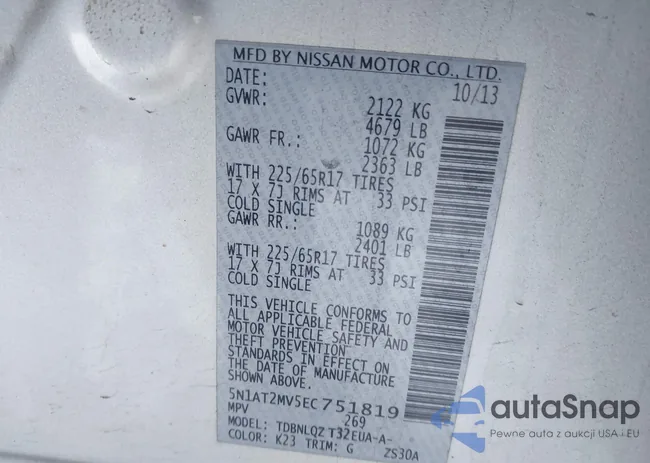 MFD BY NISSAN MOTOR CO., LTD.
DATE: 10/13
GVWR: 2122 KG
4679 LB
GAWR FR.: 1072 KG
2363 LB
WITH 225/65R17 TIRES
17 X 7J RIMS AT 33 PSI
COLD SINGLE
GAWR RR.: 1089 KG
2401 LB
WITH 225/65R17 TIRES
17 X 7J RIMS AT 33 PSI
COLD SINGLE
THIS VEHICLE CONFORMS TO
ALL APPLICABLE FEDERAL
MOTOR VEHICLE SAFETY AND
THEFT PREVENTION
STANDARDS IN EFFECT ON
THE DATE OF MANUFACTURE
SHOWN ABOVE.
5N1AT2MV5EC751819
MPV 269
MODEL: TDBNLQZ T32EUA-A-
COLOR: K23 TRIM: G ZS30A
autoSnap
Pewne auta z aukcji USA i EU